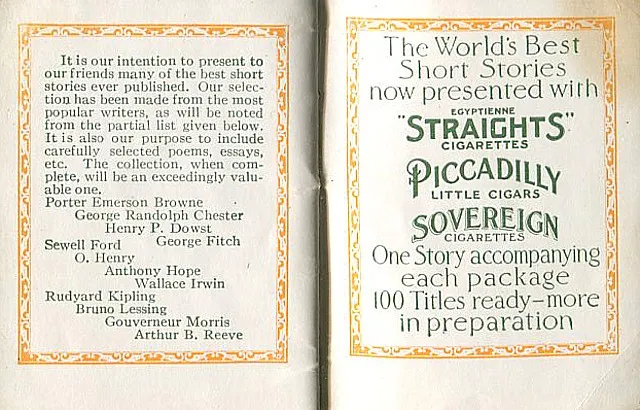 It is our intention to present to
our friends many of the best short
stories ever published. Our selec-
tion has been made from the most
popular writers, as will be noted
from the partial list given below.
It is also our purpose to include
carefully selected poems, essays,
etc. The collection, when com-
plete, will be an exceedingly valu-
able one.
Porter Emerson Browne
George Randolph Chester
Henry P. Dowst
George Fitch
Sewell Ford
O. Henry
Anthony Hope
Wallace Irwin
Rudyard Kipling
Bruno Lessing
Gouverneur Morris
Arthur B. Reeve
The World's Best
Short Stories
now presented with
EGYPTIENNE
"STRAIGHTS"
CIGARETTES
PICCADILLY
LITTLE CIGARS
SOVEREIGN
CIGARETTES
One Story accompanying
each package
100 Titles ready—more
in preparation